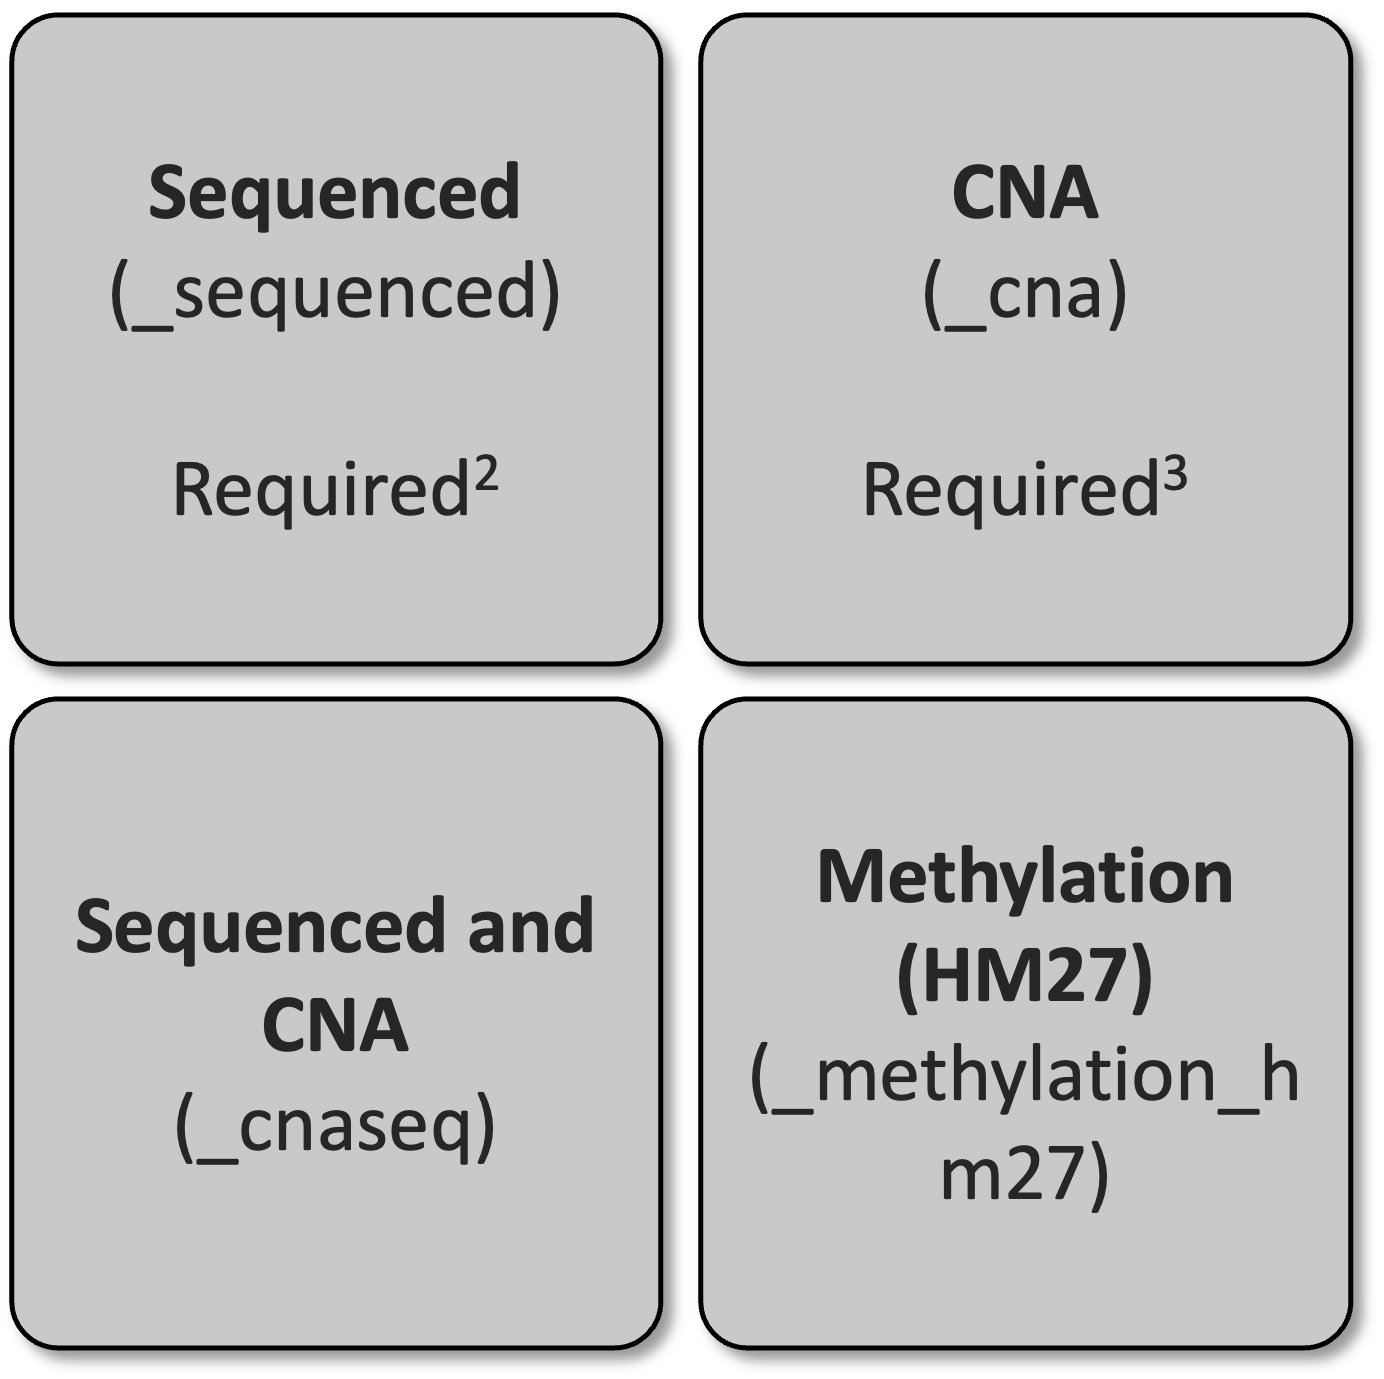 Sequenced
(_sequenced)
Required²
CNA
(_cna)
Required³
Sequenced and
CNA
(_cnaseq)
Methylation
(HM27)
(_methylation_h
m27)